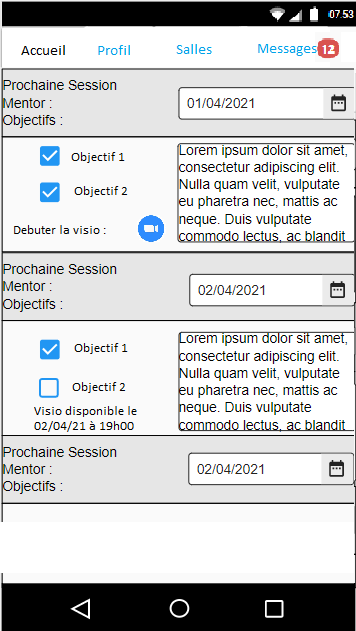 07.53
Accueil Profil Salles Messages 12
Prochaine Session
Mentor :
Objectifs :
01/04/2021
Objectif 1
Objectif 2
Debuter la visio :
Lorem ipsum dolor sit amet,
consectetur adipiscing elit.
Nulla quam velit, vulputate
eu pharetra nec, mattis ac
neque. Duis vulputate
commodo lectus, ac blandit
Prochaine Session
Mentor :
Objectifs :
02/04/2021
Objectif 1
Objectif 2
Visio disponible le
02/04/21 à 19h00
Lorem ipsum dolor sit amet,
consectetur adipiscing elit.
Nulla quam velit, vulputate
eu pharetra nec, mattis ac
neque. Duis vulputate
commodo lectus, ac blandit
Prochaine Session
Mentor :
Objectifs :
02/04/2021